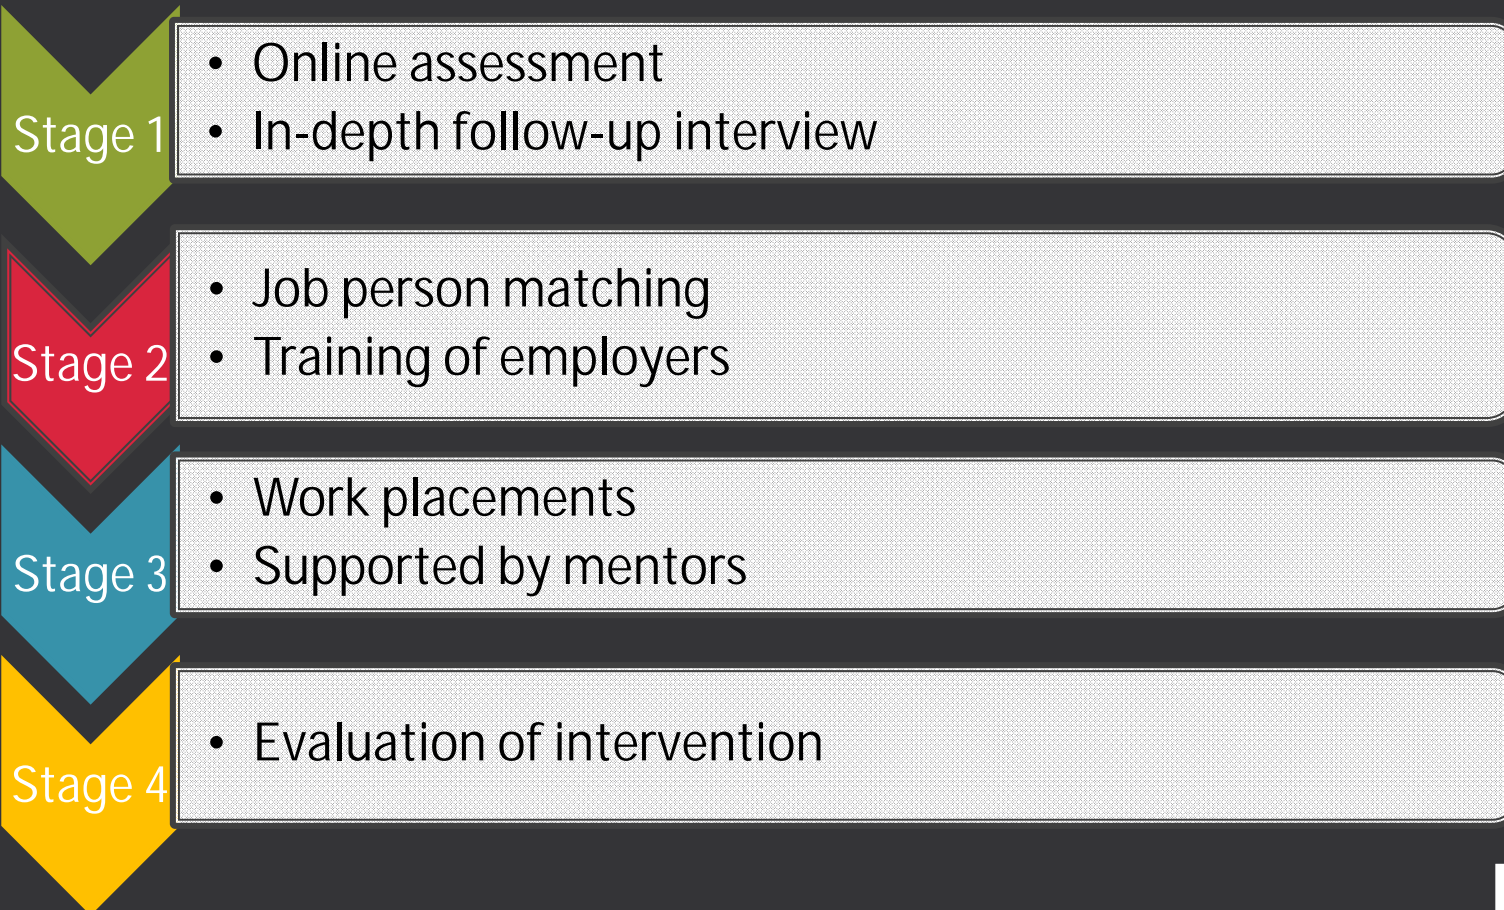 Stage 1
• Online assessment
• In-depth follow-up interview
Stage 2
• Job person matching
• Training of employers
Stage 3
• Work placements
• Supported by mentors
Stage 4
• Evaluation of intervention